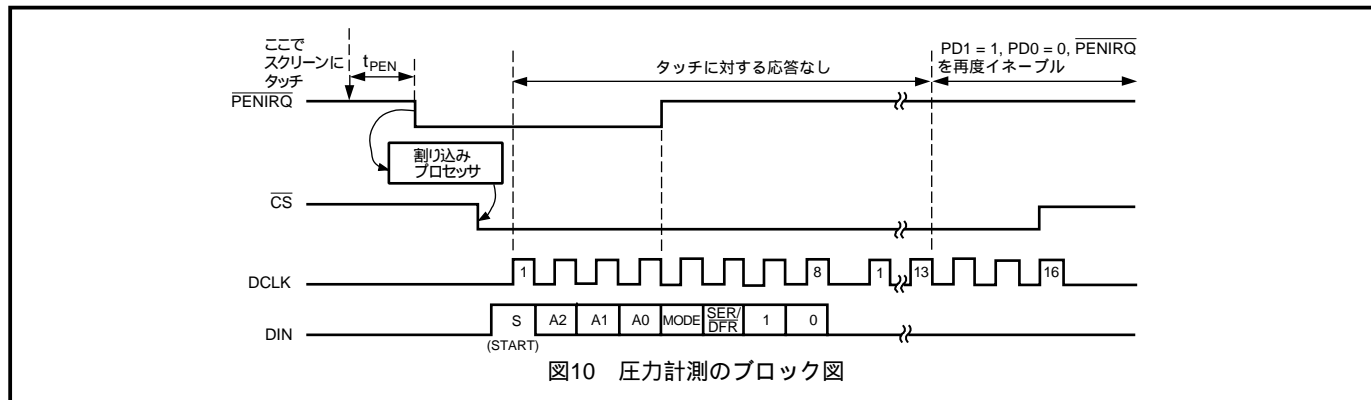 ここで
スクリーンに
タッチ
tPEN
タッチに対する応答なし
PD1 = 1, PD0 = 0, PENIRQ
を再度イネーブル
PENIRQ
割り込み
プロセッサ
CS
DCLK
1 8 1 13 16
DIN
S A2 A1 A0 MODE SER/DFR 1 0
(START)
図10 圧力計測のブロック図